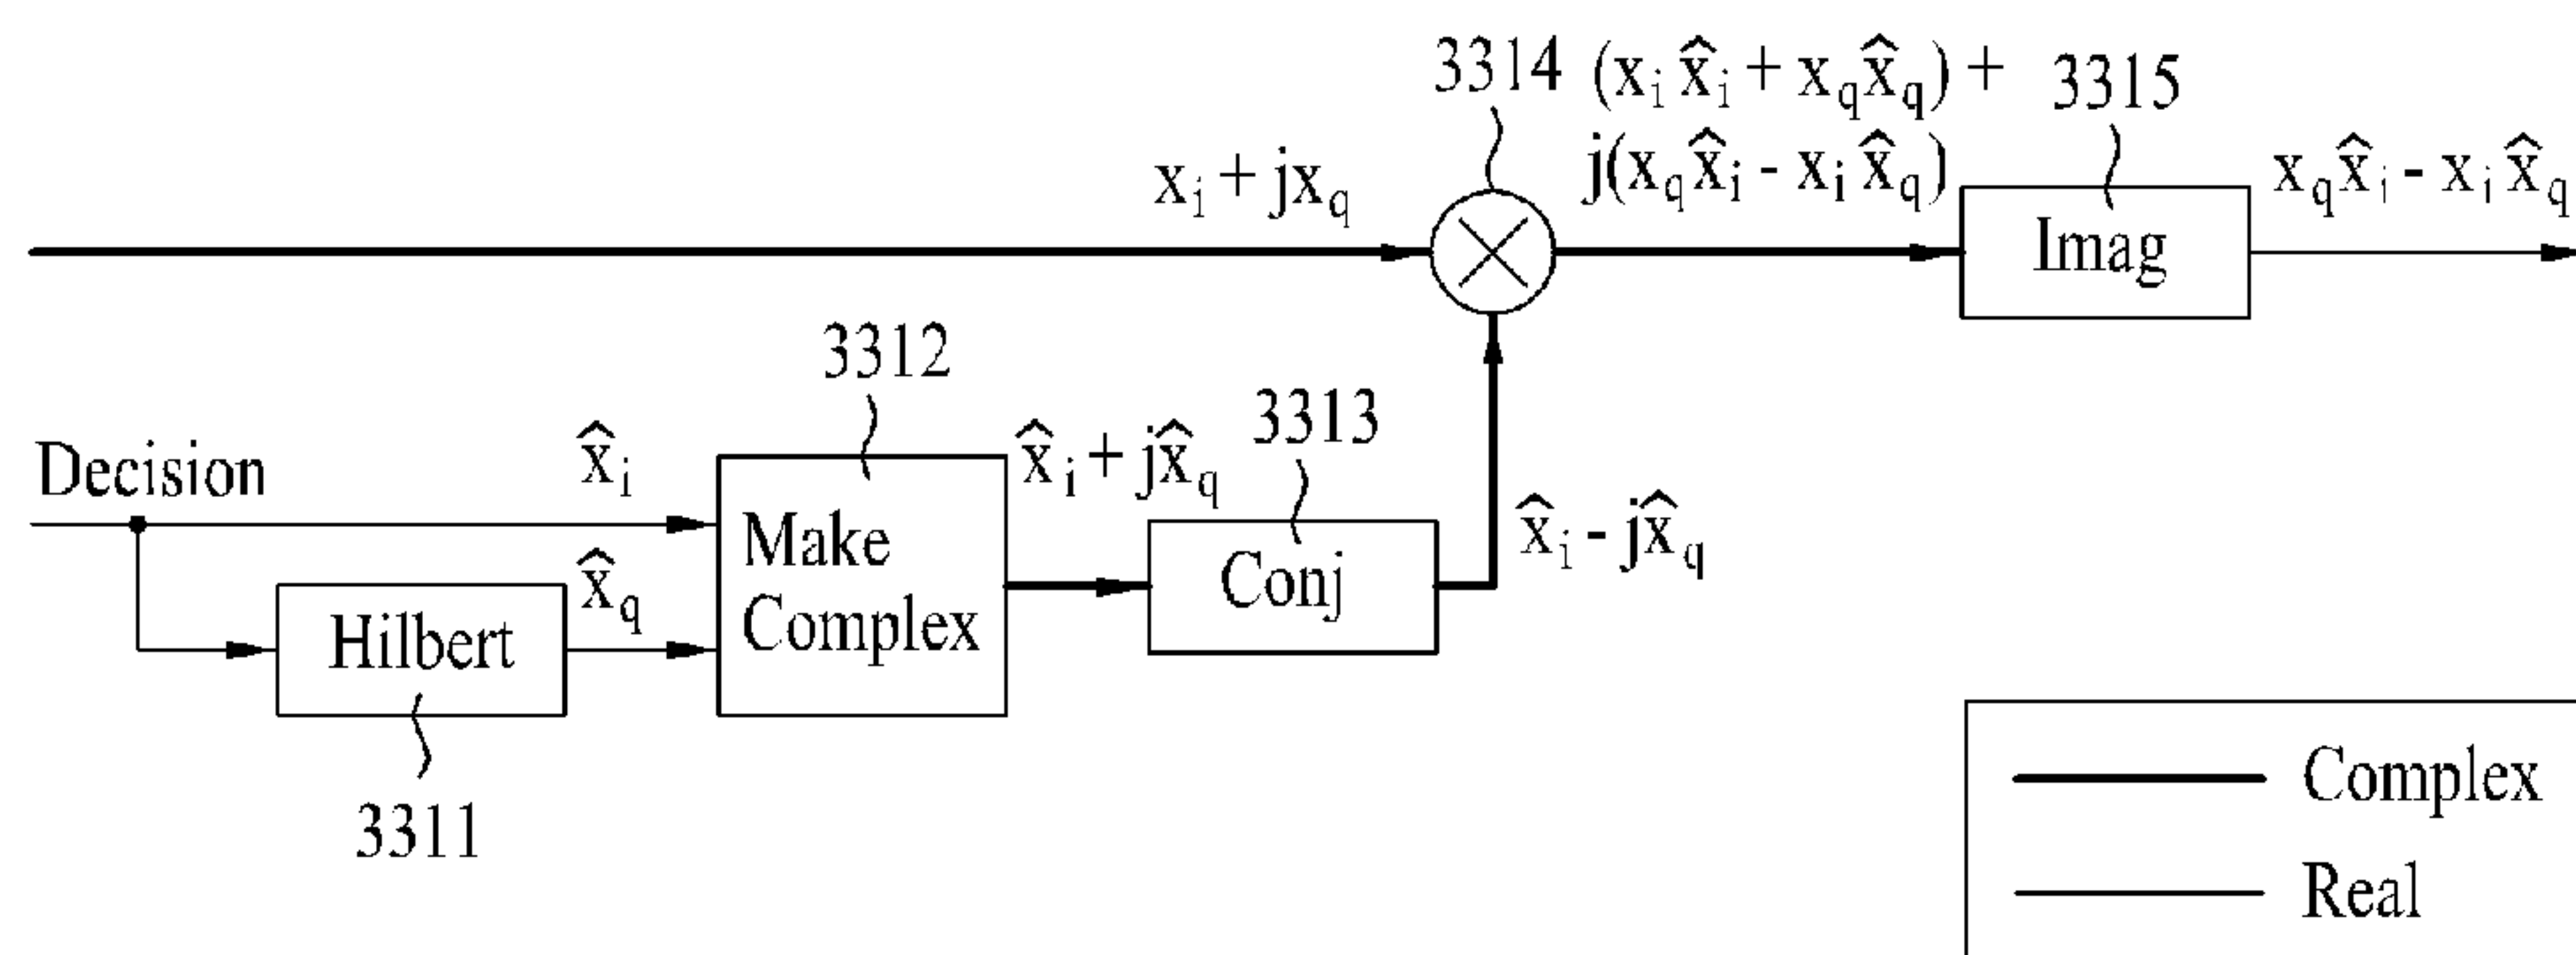 3314
(x_i x̂_i + x_q x̂_q) +
j(x_q x̂_i - x_i x̂_q)
3315
x_i + jx_q
Imag
x_q x̂_i - x_i x̂_q
3312
3313
Decision
x̂_i
Make
Complex
x̂_i + jx̂_q
Conj
x̂_i - jx̂_q
Hilbert
x̂_q
3311
Complex
Real